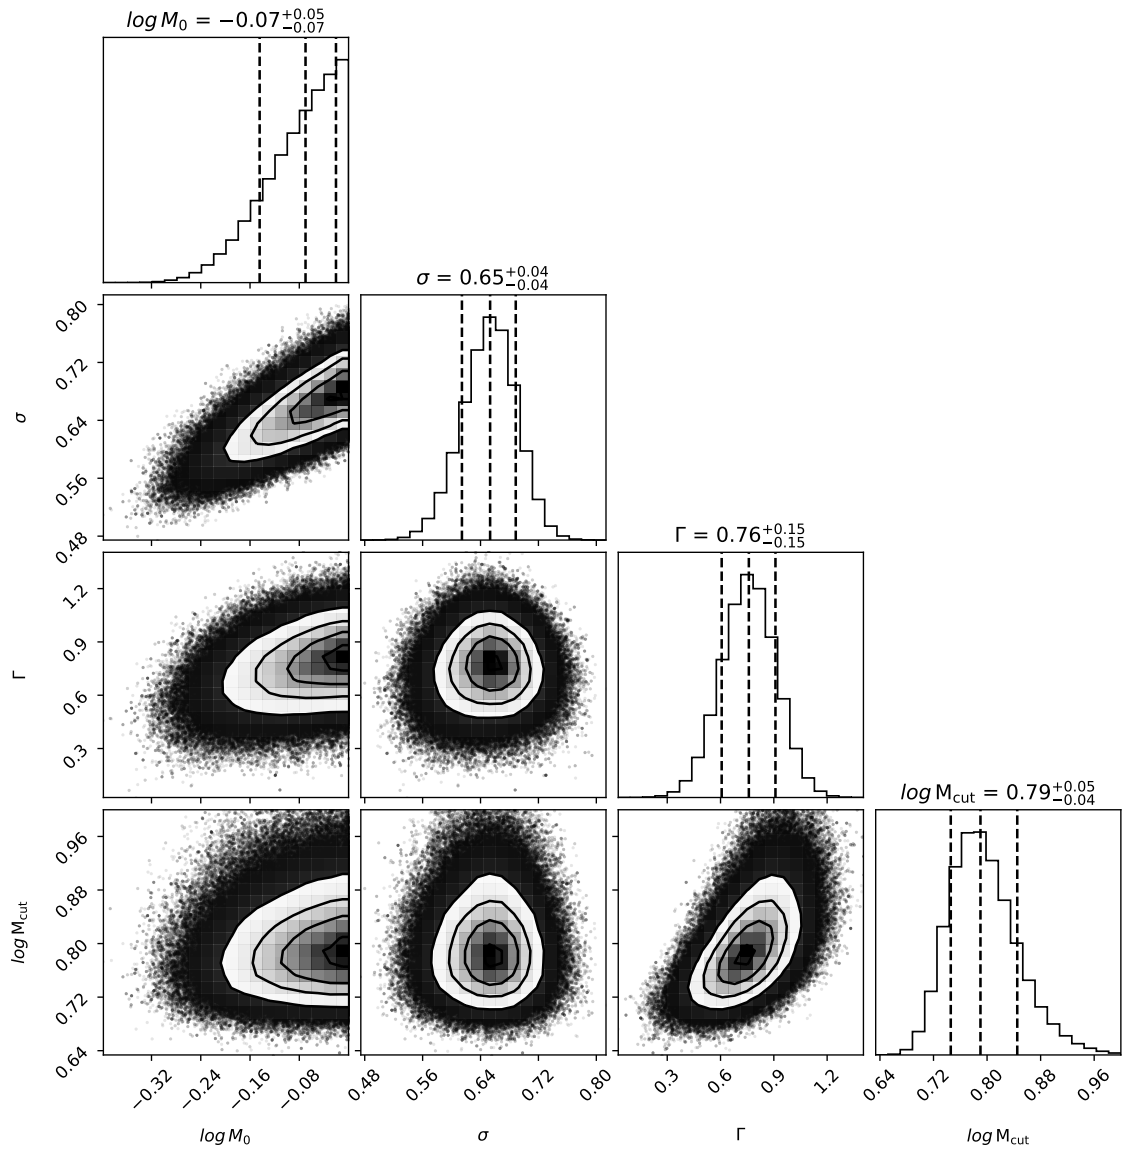 log M₀ = −0.07⁺⁰·⁰⁵₋₀.₀₇
σ = 0.65⁺⁰·⁰⁴₋₀.₀₄
0.80
0.72
0.64
0.56
0.48
σ
Γ = 0.76⁺⁰·¹⁵₋₀.₁₅
1.2
0.9
0.6
0.3
Γ
log M_cut = 0.79⁺⁰·⁰⁵₋₀.₀₄
0.96
0.88
0.80
0.72
0.64
log M_cut
−0.32 −0.24 −0.16 −0.08 0.48 0.56 0.64 0.72 0.80 0.3 0.6 0.9 1.2 0.64 0.72 0.80 0.88 0.96
log M₀ σ Γ log M_cut